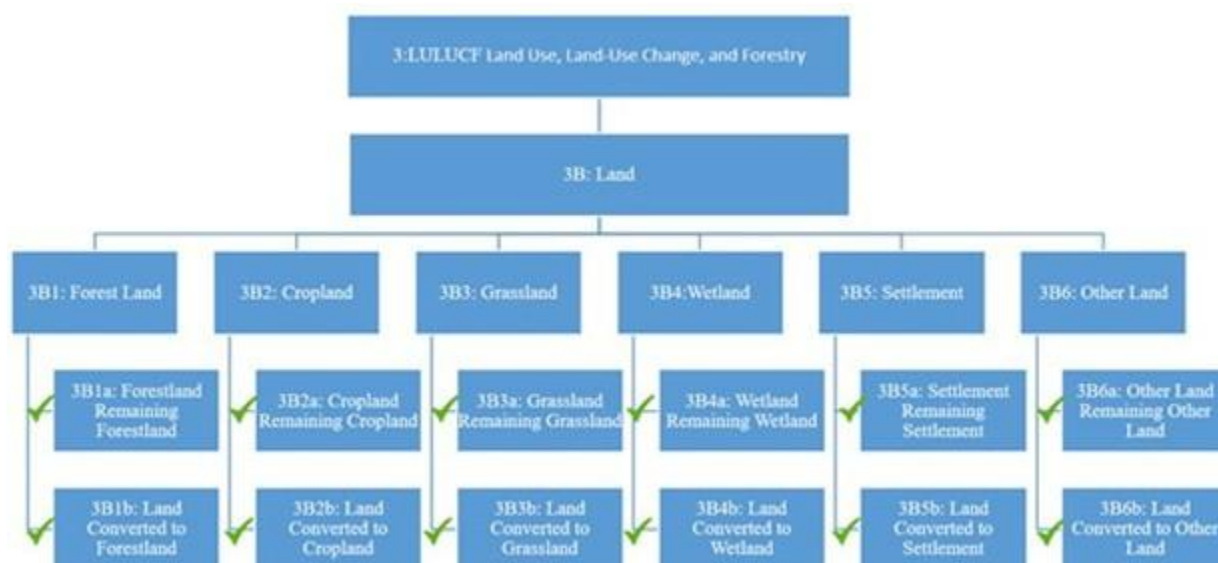 3:LULUCF Land Use, Land-Use Change, and Forestry
3B: Land
3B1: Forest Land
3B2: Cropland
3B3: Grassland
3B4:Wetland
3B5: Settlement
3B6: Other Land
3B1a: Forestland
Remaining
Forestland
3B2a: Cropland
Remaining Cropland
3B3a: Grassland
Remaining Grassland
3B4a: Wetland
Remaining Wetland
3B5a: Settlement
Remaining
Settlement
3B6a: Other Land
Remaining Other
Land
3B1b: Land
Converted to
Forestland
3B2b: Land
Converted to
Cropland
3B3b: Land
Converted to
Grassland
3B4b: Land
Converted to
Wetland
3B5b: Land
Converted to
Settlement
3B6b: Land
Converted to Other
Land